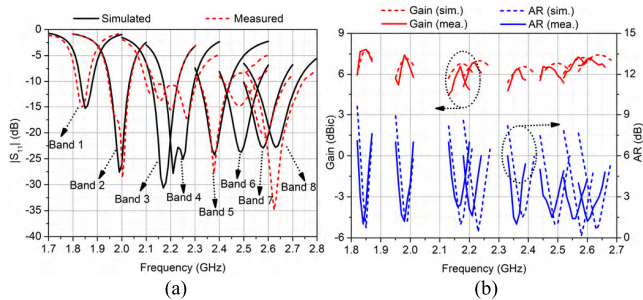 Simulated Measured
|S11| (dB)
0
-5
-10
-15
-20
-25
-30
-35
-40
Band 1
Band 2
Band 3
Band 4
Band 5
Band 6
Band 7
Band 8
1.7 1.8 1.9 2.0 2.1 2.2 2.3 2.4 2.5 2.6 2.7 2.8
Frequency (GHz)
(a)
Gain (sim.) AR (sim.)
Gain (mea.) AR (mea.)
Gain (dBic)
12
9
6
3
0
-3
-6
15
12
9
6
3
0
AR (dB)
1.8 1.9 2.0 2.1 2.2 2.3 2.4 2.5 2.6 2.7
Frequency (GHz)
(b)